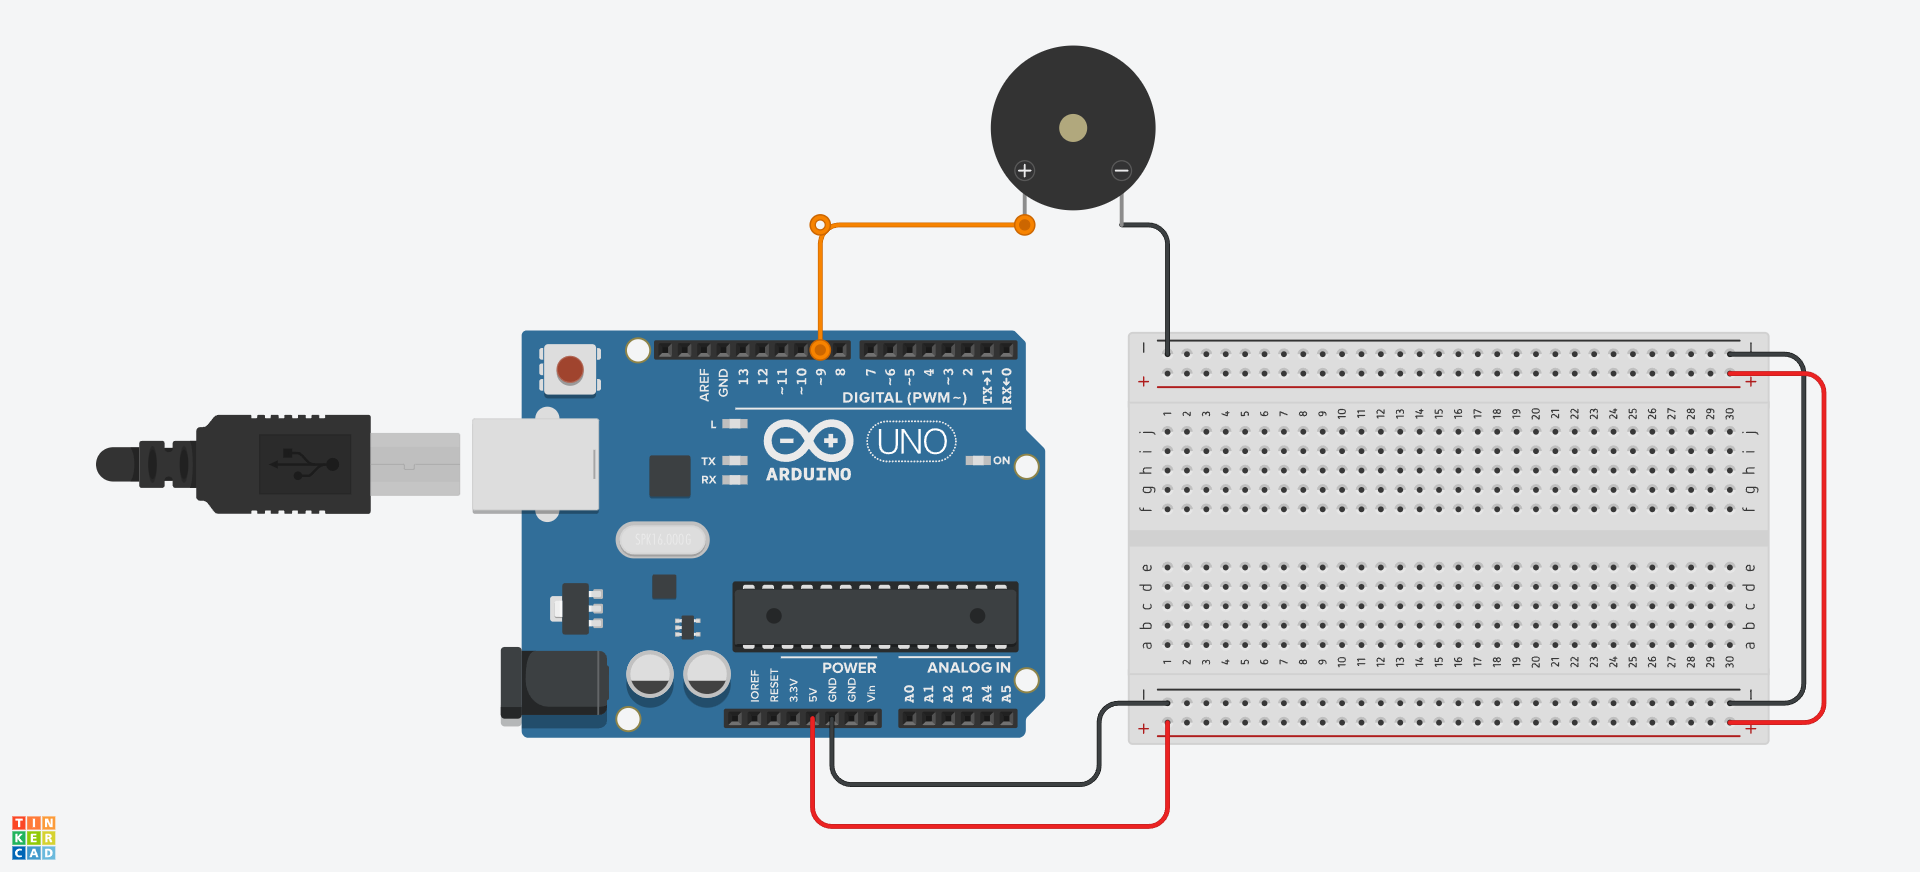 AREF
GND
13
12
~11
~10
~9
8
7
~6
~5
4
~3
2
TX→1
RX←0
DIGITAL (PWM~)
L
TX
RX
ARDUINO
UNO
ON
SPK16.000G
POWER
ANALOG IN
IOREF
RESET
3.3V
5V
GND
GND
Vin
A0
A1
A2
A3
A4
A5
+ −
− −
+ +
1 2 3 4 5 6 7 8 9 10 11 12 13 14 15 16 17 18 19 20 21 22 23 24 25 26 27 28 29 30
j j
i i
h h
g g
f f
e e
d d
c c
b b
a a
1 2 3 4 5 6 7 8 9 10 11 12 13 14 15 16 17 18 19 20 21 22 23 24 25 26 27 28 29 30
− −
+ +
TIN
KER
CAD